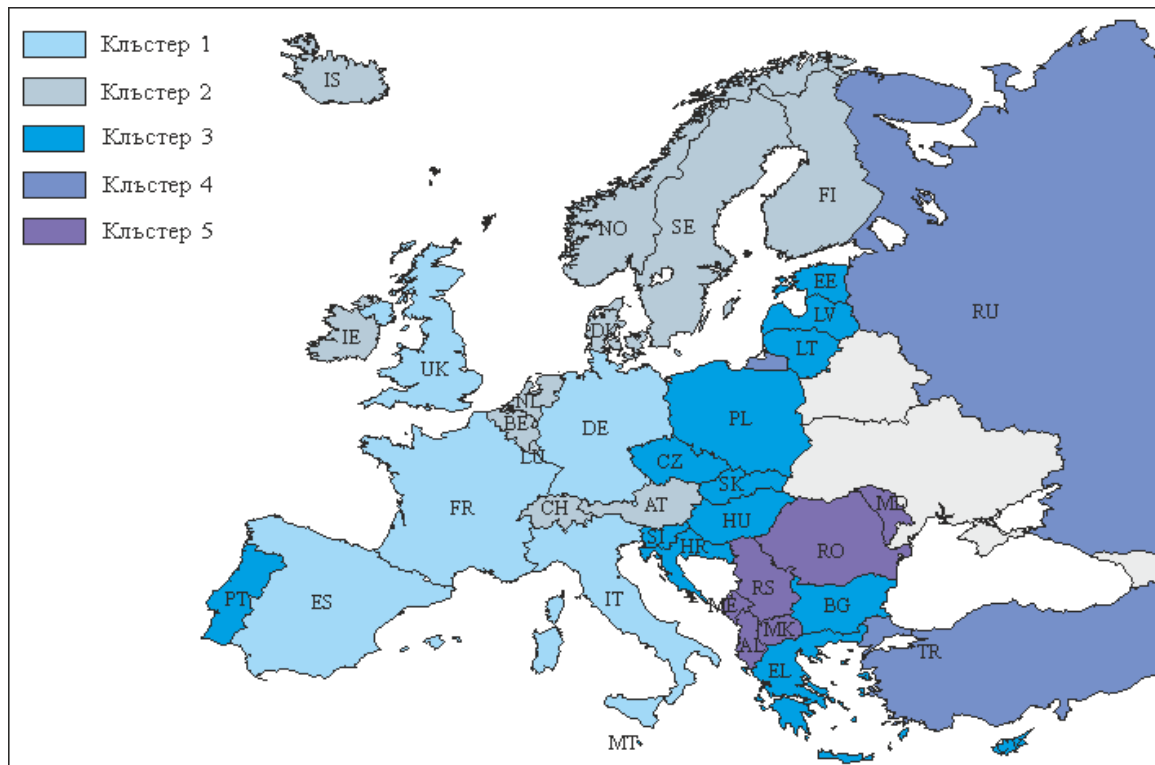 Клъстер 1
Клъстер 2
Клъстер 3
Клъстер 4
Клъстер 5
IS
NO
SE
FI
EE
LV
LT
RU
DK
IE
UK
NL
BE
LU
DE
PL
CZ
SK
FR
CH
AT
HU
MD
SI
HR
RO
PT
ES
IT
RS
BG
ME
MK
AL
EL
TR
MT
CY